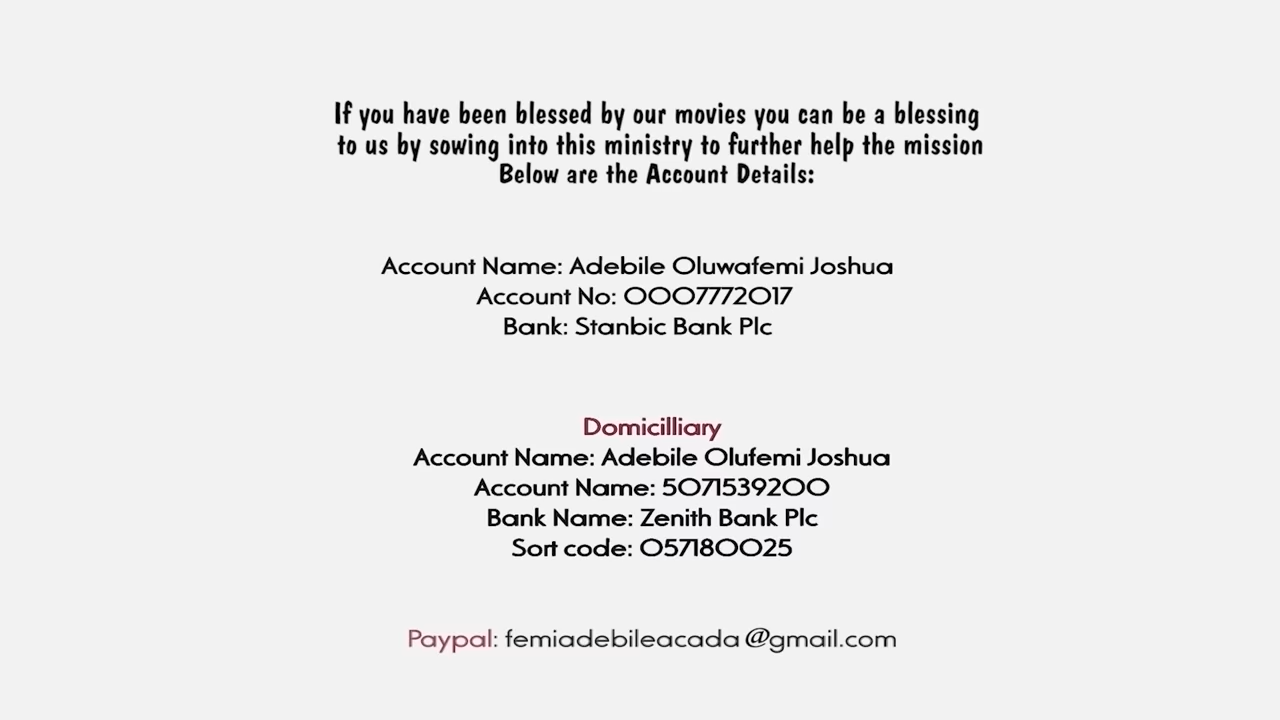 If you have been blessed by our movies you can be a blessing
to us by sowing into this ministry to further help the mission
Below are the Account Details:
Account Name: Adebile Oluwafemi Joshua
Account No: 0007772017
Bank: Stanbic Bank Plc
Domicilliary
Account Name: Adebile Olufemi Joshua
Account Name: 5071539200
Bank Name: Zenith Bank Plc
Sort code: 057180025
Paypal: femiadebileacada@gmail.com